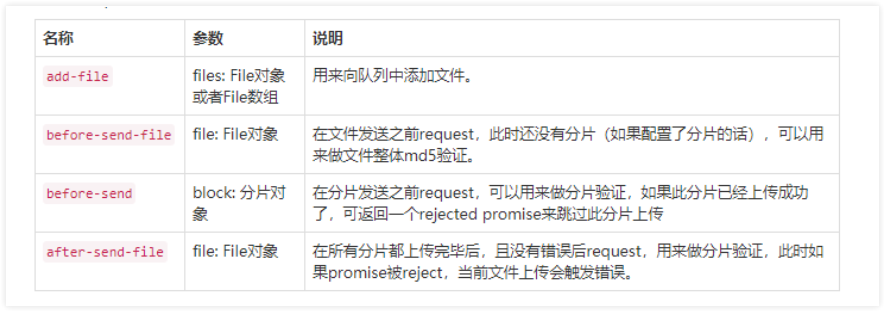 名称 参数 说明
add-file files: File对象 用来向队列中添加文件。
或者File数组
before-send-file file: File对象 在文件发送之前request，此时还没有分片（如果配置了分片的话），可以用
来做文件整体md5验证。
before-send block: 分片对 在分片发送之前request，可以用来做分片验证，如果此分片已经上传成功
象 了，可返回一个rejected promise来跳过此分片上传
after-send-file file: File对象 在所有分片都上传完毕后，且没有错误后request，用来做分片验证，此时如
果promise被reject，当前文件上传会触发错误。